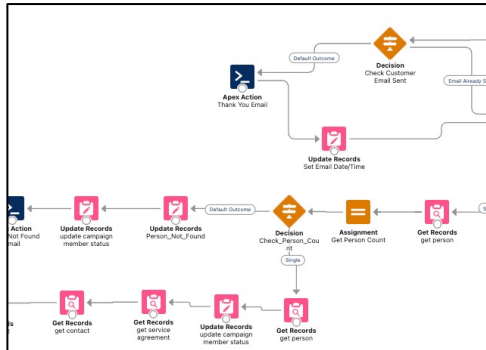 Decision
Check Customer
Email Sent
Default Outcome
Email Already S
Apex Action
Thank You Email
Update Records
Set Email Date/Time
Action
Not Found
mail
Update Records
update campaign
member status
Update Records
Person_Not_Found
Default Outcome
Decision
Check_Person_Cou
nt
Assignment
Get Person Count
Get Records
get person
S
Single
ds
t
Get Records
get contact
Get Records
get service
agreement
Update Records
update campaign
member status
Get Records
get person